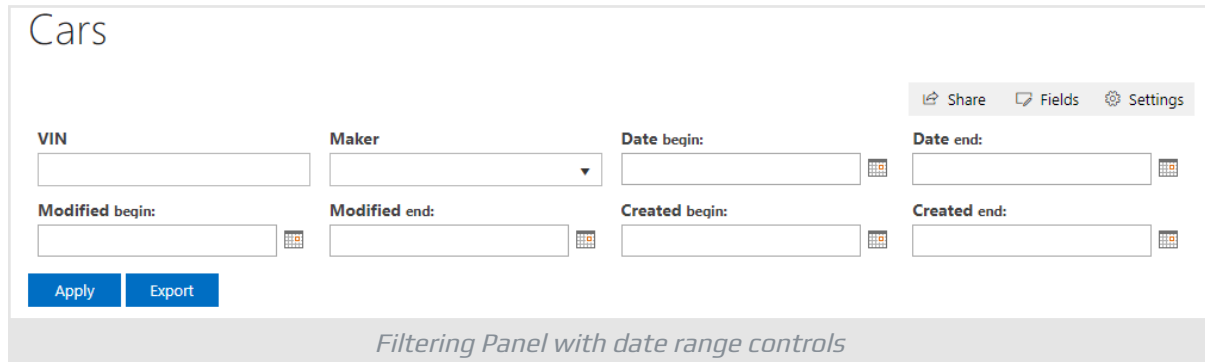 Cars
Share Fields Settings
VIN Maker Date begin: Date end:
Modified begin: Modified end: Created begin: Created end:
Apply Export
Filtering Panel with date range controls